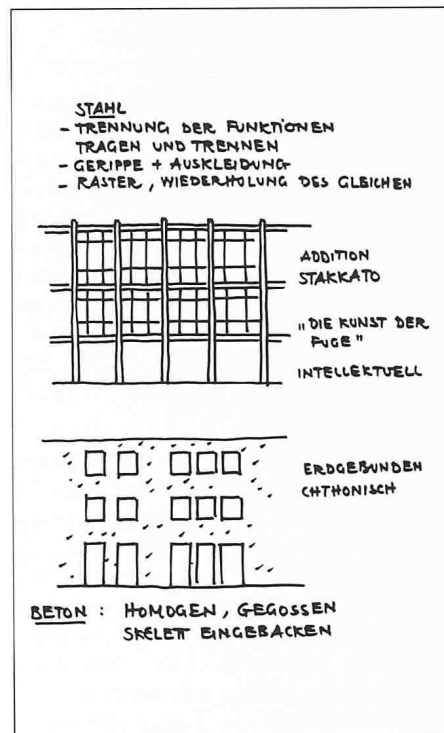 STAHL
- TRENNUNG DER FUNKTIONEN
TRAGEN UND TRENNEN
- GERIPPE + AUSKLEIDUNG
- RASTER, WIEDERHOLUNG DES GLEICHEN
ADDITION
STAKKATO
„DIE KUNST DER
FUGE"
INTELLEKTUELL
ERDGEBUNDEN
CHTHONISCH
BETON : HOMOGEN, GEGOSSEN
SKELETT EINGEBACKEN